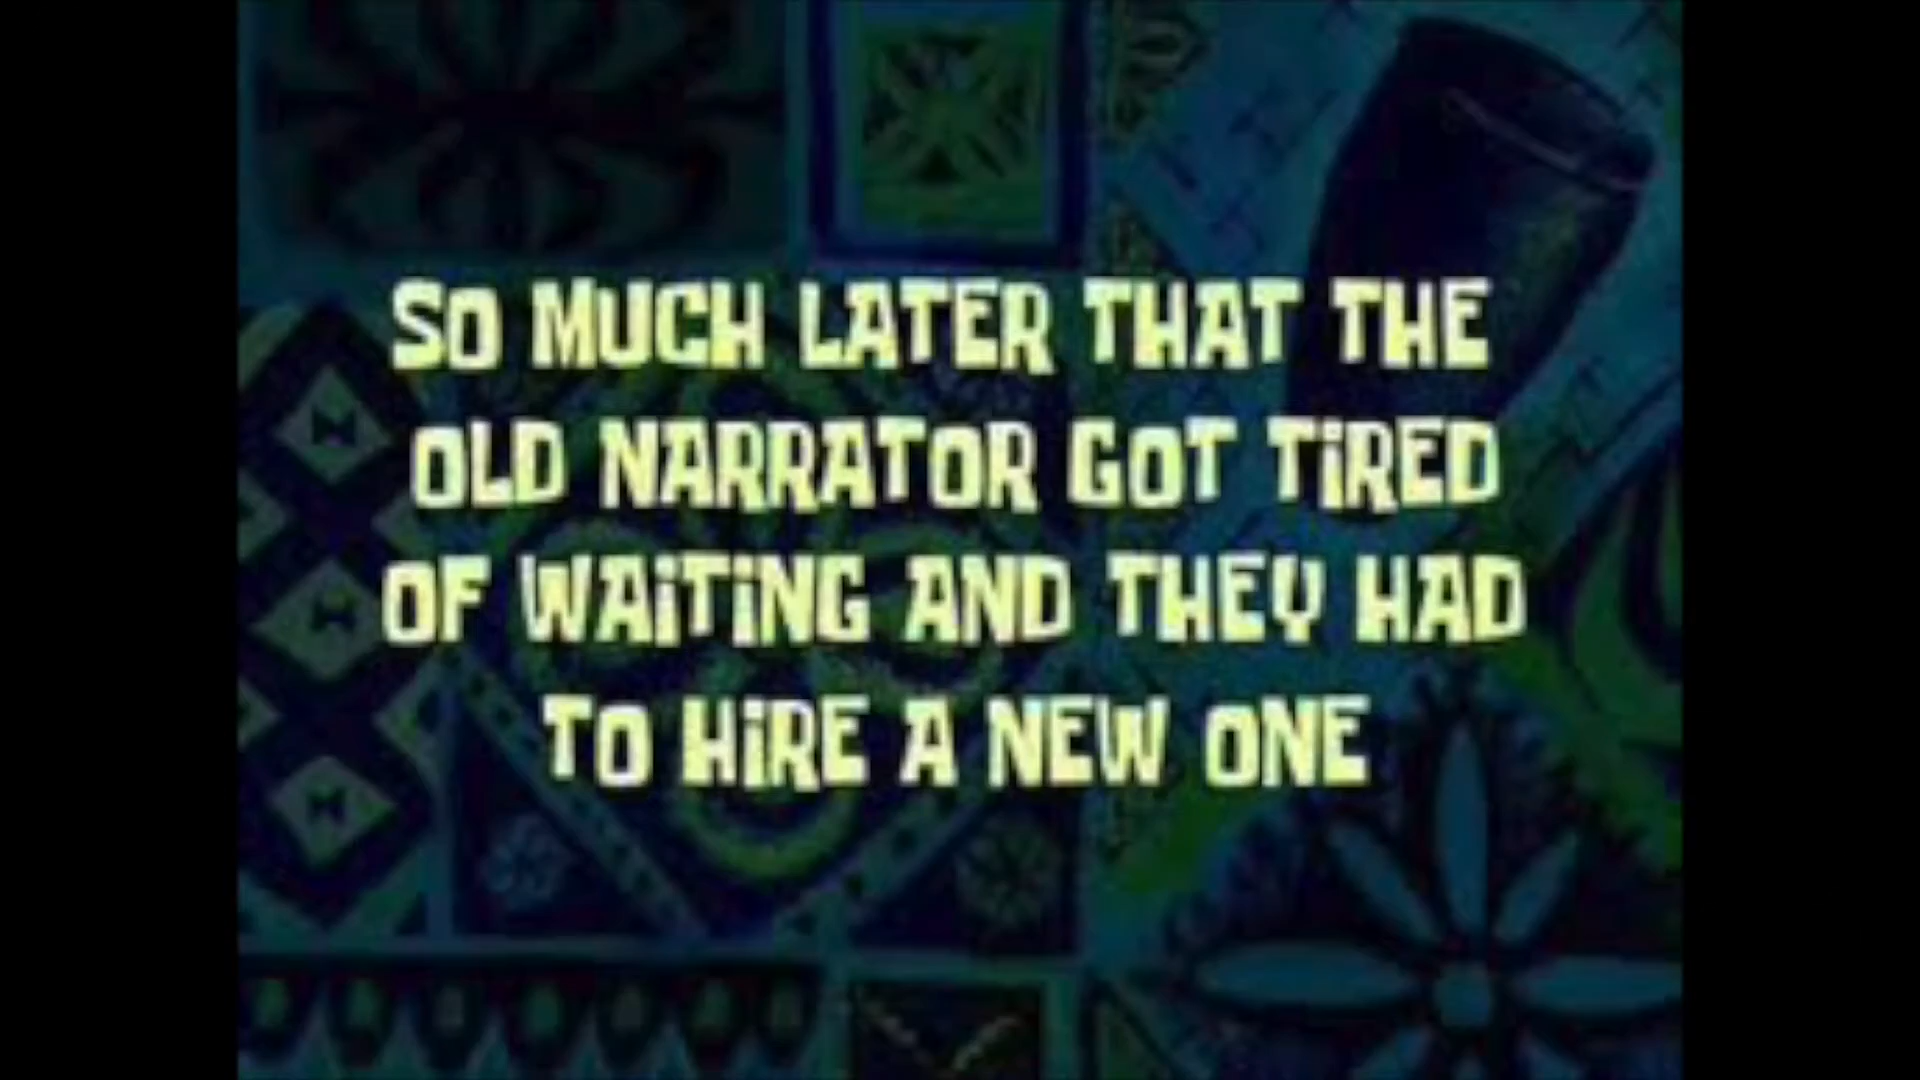 SO MUCH LATER THAT THE
OLD NARRATOR GOT TiRED
OF WAiTiNG AND THEY HAD
TO HiRE A NEW ONE